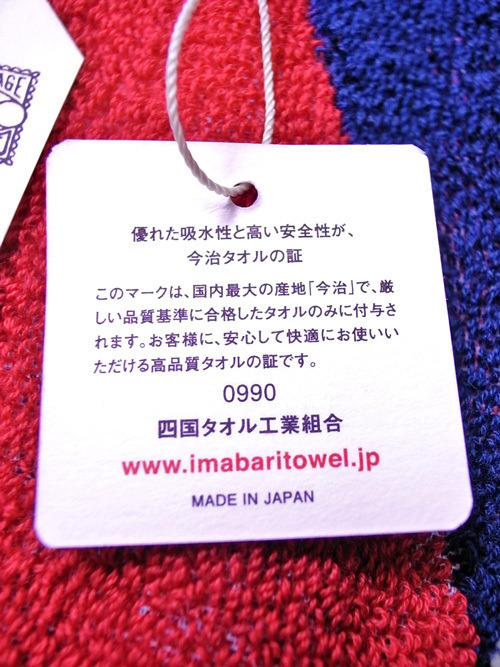 AGE
優れた吸水性と高い安全性が、
今治タオルの証
このマークは、国内最大の産地「今治」で、厳
しい品質基準に合格したタオルのみに付与さ
れます。お客様に、安心して快適にお使いい
ただける高品質タオルの証です。
0990
四国タオル工業組合
www.imabaritowel.jp
MADE IN JAPAN